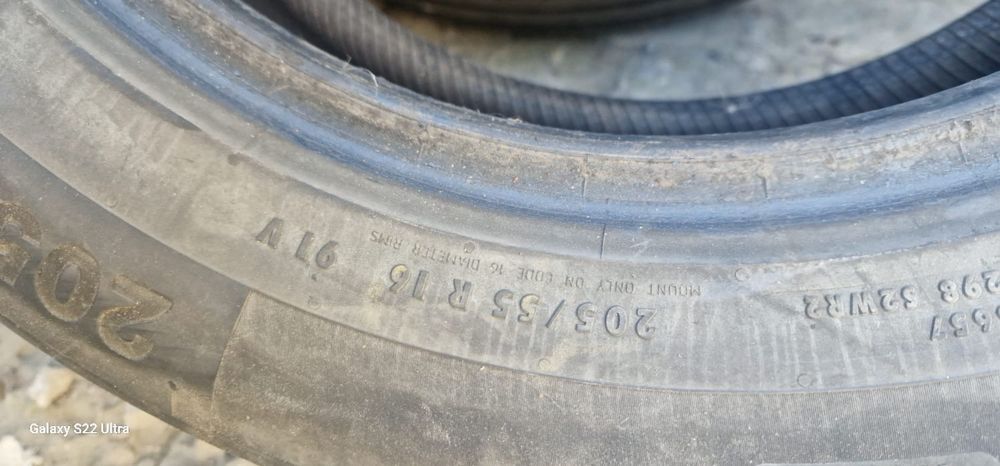 205/55 R 16 91 V
MOUNT ONLY ON CODE 16 DIAMETER RIMS
298 S2WR2
205
Galaxy S22 Ultra